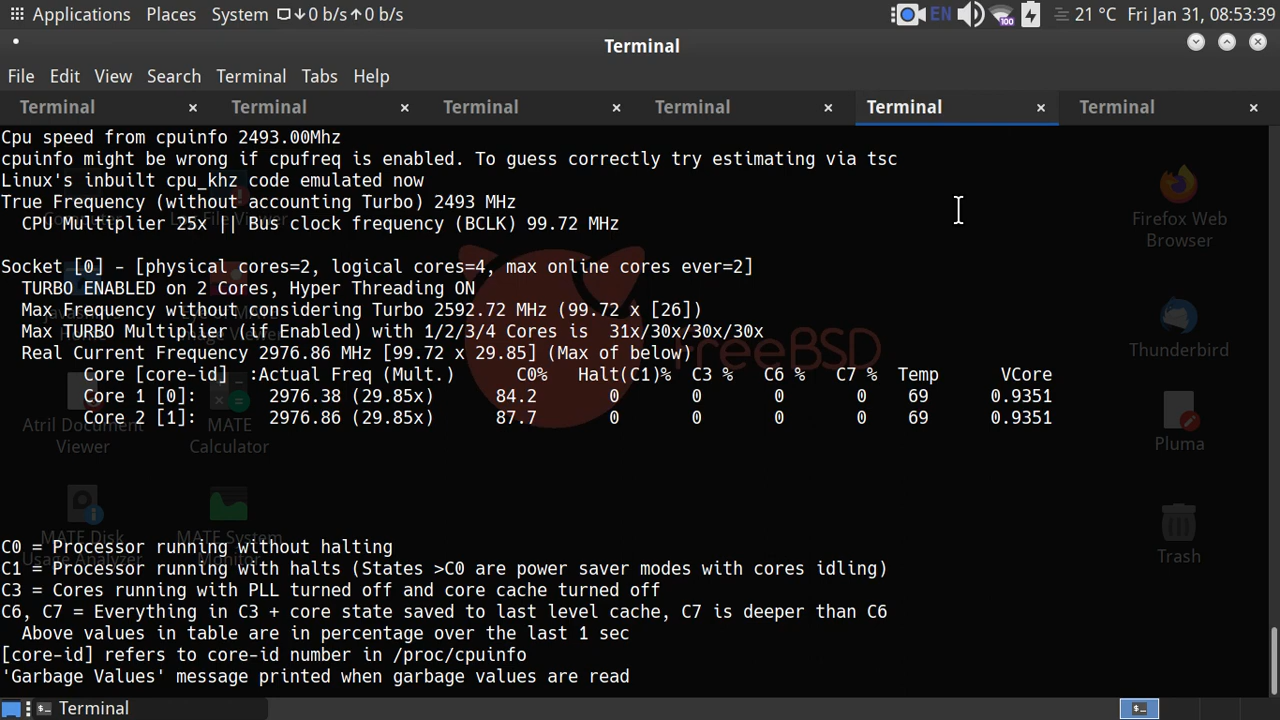 Applications Places System ↓0 b/s↑0 b/s EN 100 21 °C Fri Jan 31, 08:53:39
Terminal
File Edit View Search Terminal Tabs Help
Terminal × Terminal × Terminal × Terminal × Terminal × Terminal ×
Cpu speed from cpuinfo 2493.00Mhz
cpuinfo might be wrong if cpufreq is enabled. To guess correctly try estimating via tsc
Linux's inbuilt cpu_khz code emulated now
True Frequency (without accounting Turbo) 2493 MHz
CPU Multiplier 25x || Bus clock frequency (BCLK) 99.72 MHz
Socket [0] - [physical cores=2, logical cores=4, max online cores ever=2]
TURBO ENABLED on 2 Cores, Hyper Threading ON
Max Frequency without considering Turbo 2592.72 MHz (99.72 x [26])
Max TURBO Multiplier (if Enabled) with 1/2/3/4 Cores is 31x/30x/30x/30x
Real Current Frequency 2976.86 MHz [99.72 x 29.85] (Max of below)
Core [core-id] :Actual Freq (Mult.) C0% Halt(C1)% C3 % C6 % C7 % Temp VCore
Core 1 [0]: 2976.38 (29.85x) 84.2 0 0 0 0 69 0.9351
Core 2 [1]: 2976.86 (29.85x) 87.7 0 0 0 0 69 0.9351
C0 = Processor running without halting
C1 = Processor running with halts (States >C0 are power saver modes with cores idling)
C3 = Cores running with PLL turned off and core cache turned off
C6, C7 = Everything in C3 + core state saved to last level cache, C7 is deeper than C6
Above values in table are in percentage over the last 1 sec
[core-id] refers to core-id number in /proc/cpuinfo
'Garbage Values' message printed when garbage values are read
FreeBSD
Firefox Web
Browser
Thunderbird
Pluma
Trash
Atril Document
Viewer
MATE
Calculator
MATE Disk
Usage Analyzer
MATE System
Monitor
Terminal